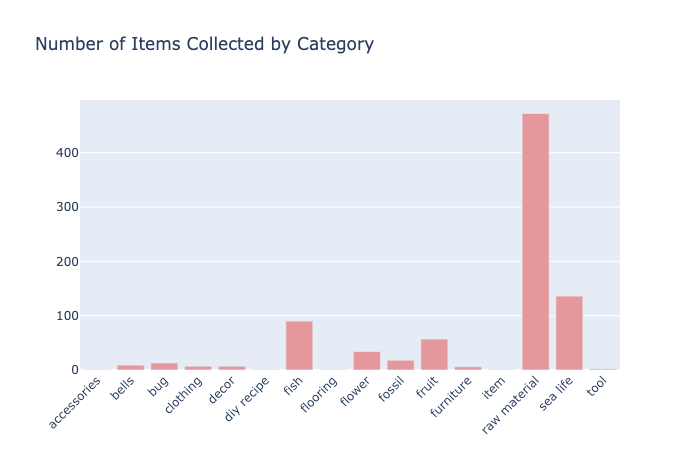 Number of Items Collected by Category
400
300
200
100
0
accessories
bells
bug
clothing
decor
diy recipe
fish
flooring
flower
fossil
fruit
furniture
item
raw material
sea life
tool